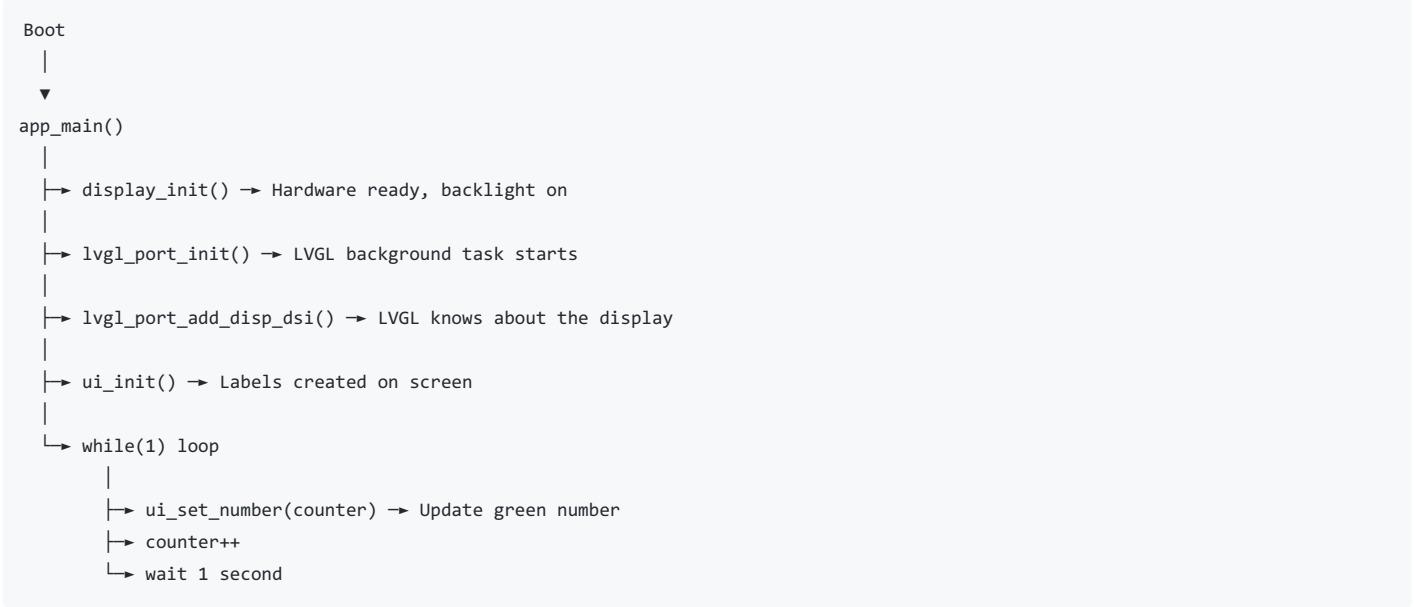 Boot
│
▼
app_main()
│
├─► display_init() ─► Hardware ready, backlight on
│
├─► lvgl_port_init() ─► LVGL background task starts
│
├─► lvgl_port_add_disp_dsi() ─► LVGL knows about the display
│
├─► ui_init() ─► Labels created on screen
│
└─► while(1) loop
│
├─► ui_set_number(counter) ─► Update green number
├─► counter++
└─► wait 1 second